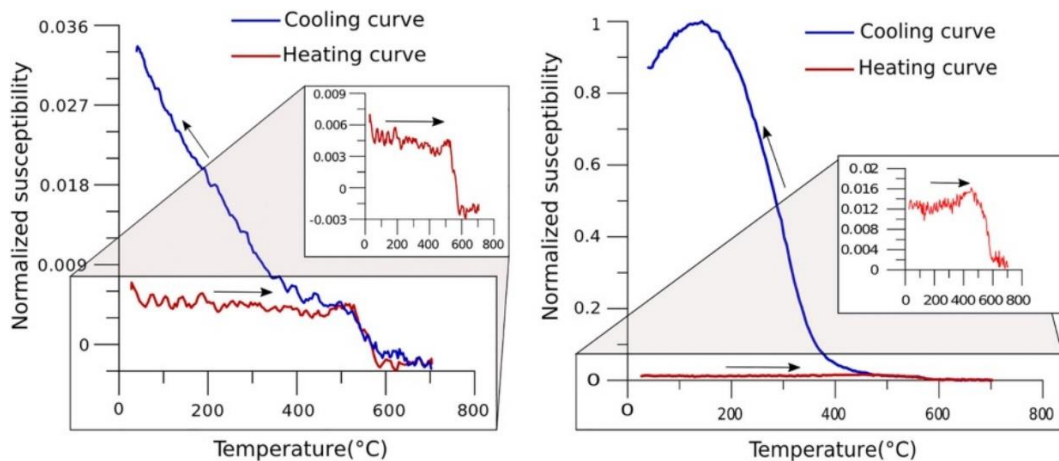 0.036
0.027
0.018
0.009
0
Normalized susceptibility
Cooling curve
Heating curve
0.009
0.006
0.003
0
-0.003
0 200 400 600 800
0 200 400 600 800
Temperature(°C)
1
0.8
0.6
0.4
0.2
O
Normalized susceptibility
Cooling curve
Heating curve
0.02
0.016
0.012
0.008
0.004
0
0 200 400 600 800
O 200 400 600 800
Temperature(°C)